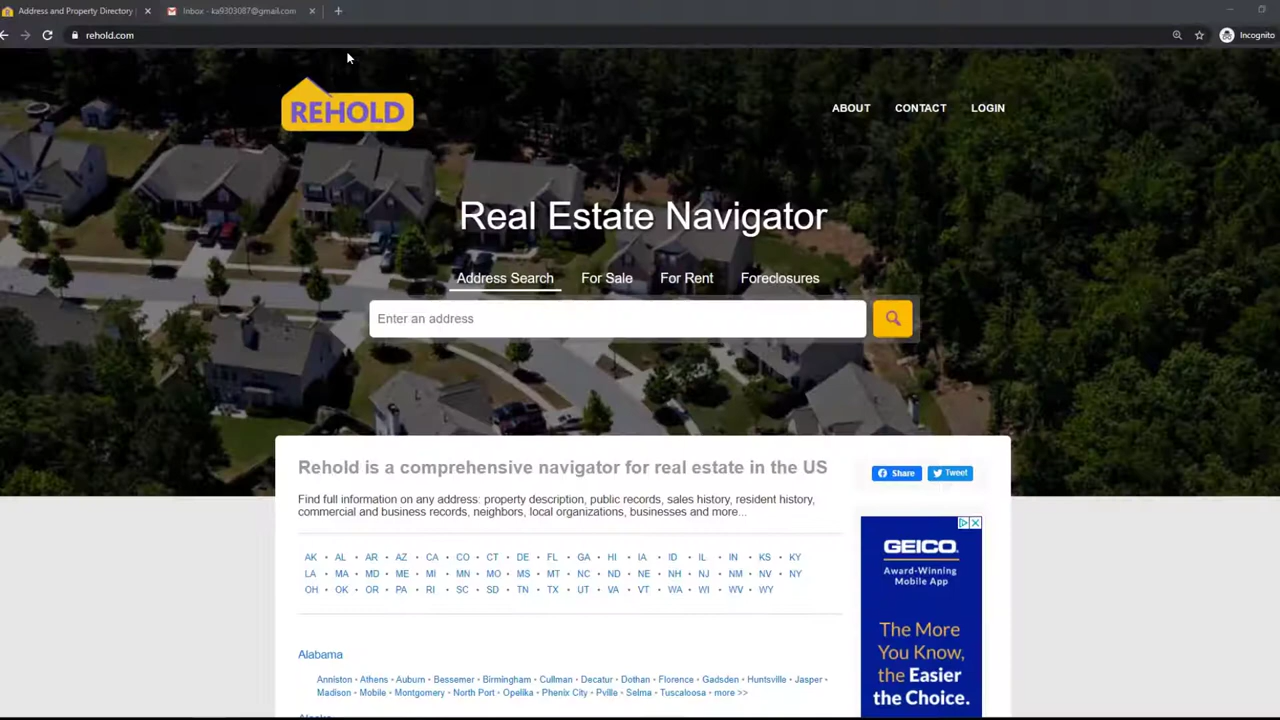 Address and Property Directory
Inbox - ka9303087@gmail.com
rehold.com
Incognito
REHOLD
ABOUT CONTACT LOGIN
Real Estate Navigator
Address Search For Sale For Rent Foreclosures
Enter an address
Rehold is a comprehensive navigator for real estate in the US
Find full information on any address: property description, public records, sales history, resident history,
commercial and business records, neighbors, local organizations, businesses and more...
Share Tweet
AK • AL • AR • AZ • CA • CO • CT • DE • FL • GA • HI • IA • ID • IL • IN • KS • KY
LA • MA • MD • ME • MI • MN • MO • MS • MT • NC • ND • NE • NH • NJ • NM • NV • NY
OH • OK • OR • PA • RI • SC • SD • TN • TX • UT • VA • VT • WA • WI • WV • WY
Alabama
Anniston • Athens • Auburn • Bessemer • Birmingham • Cullman • Decatur • Dothan • Florence • Gadsden • Huntsville • Jasper •
Madison • Mobile • Montgomery • North Port • Opelika • Phenix City • Pville • Selma • Tuscaloosa • more >>
GEICO.
Award-Winning
Mobile App
The More
You Know,
the Easier
the Choice.